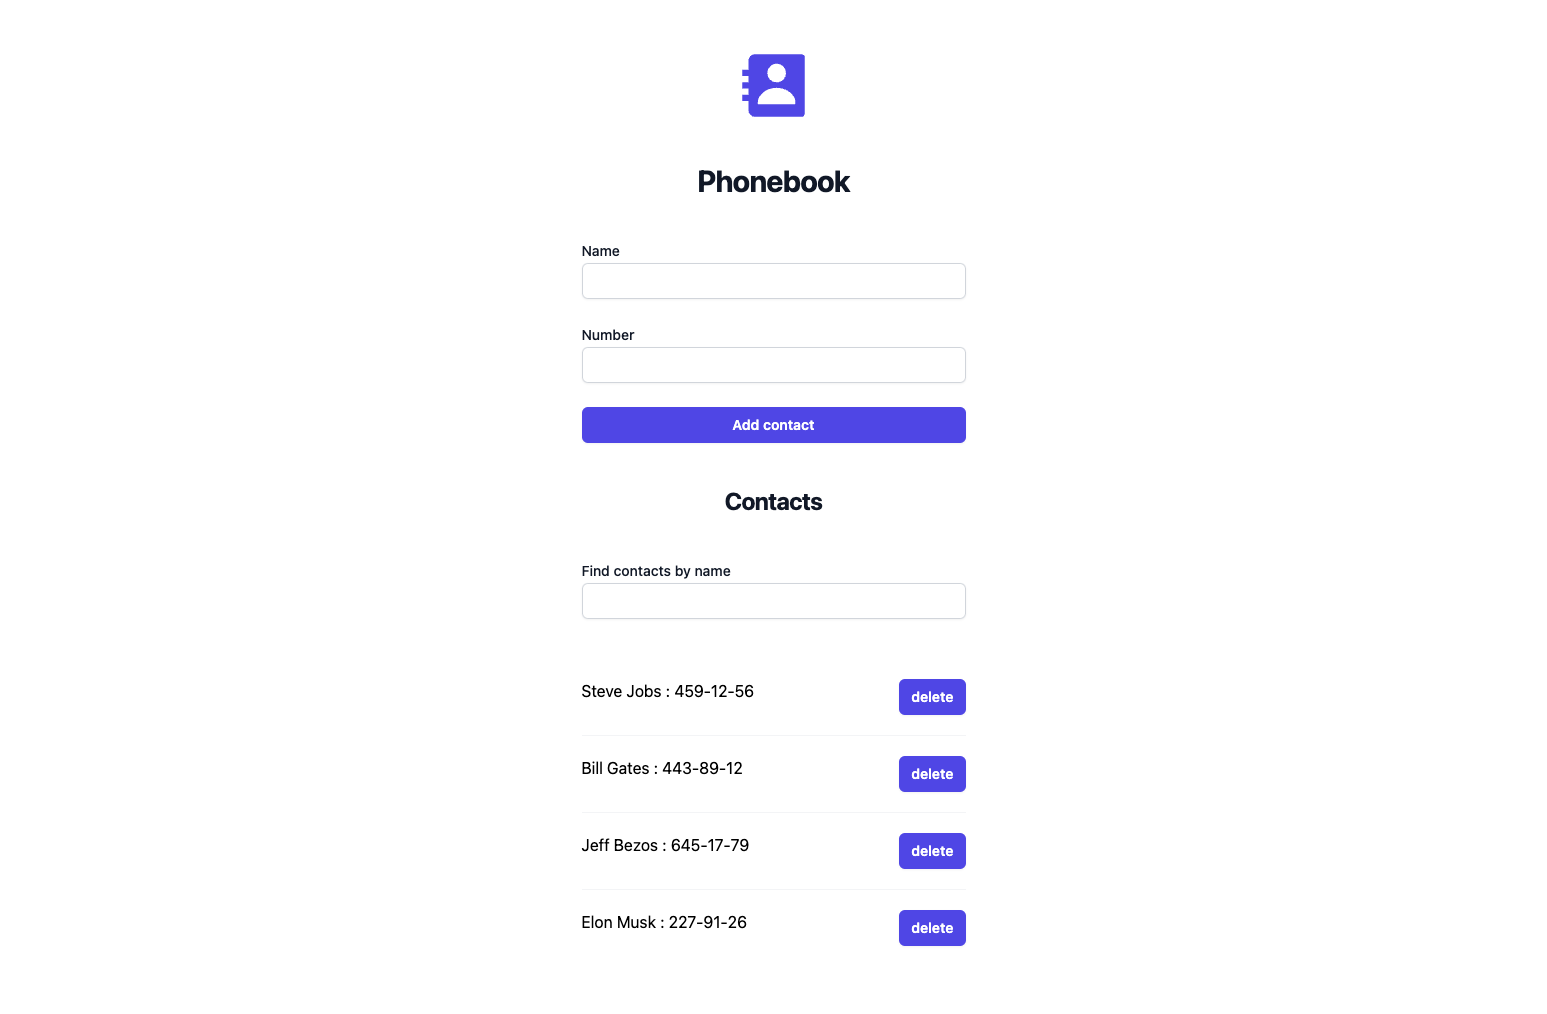 Phonebook
Name
Number
Add contact
Contacts
Find contacts by name
Steve Jobs : 459-12-56
delete
Bill Gates : 443-89-12
delete
Jeff Bezos : 645-17-79
delete
Elon Musk : 227-91-26
delete